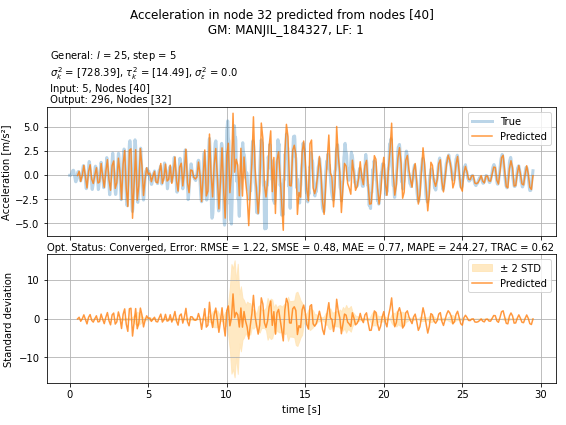 Acceleration in node 32 predicted from nodes [40]
GM: MANJIL_184327, LF: 1
General: l = 25, step = 5
σ²ₖ = [728.39], τ²ₖ = [14.49], σ²ε = 0.0
Input: 5, Nodes [40]
Output: 296, Nodes [32]
Acceleration [m/s²]
5.0
2.5
0.0
−2.5
−5.0
True
Predicted
Opt. Status: Converged, Error: RMSE = 1.22, SMSE = 0.48, MAE = 0.77, MAPE = 244.27, TRAC = 0.62
Standard deviation
10
0
−10
± 2 STD
Predicted
0 5 10 15 20 25 30
time [s]